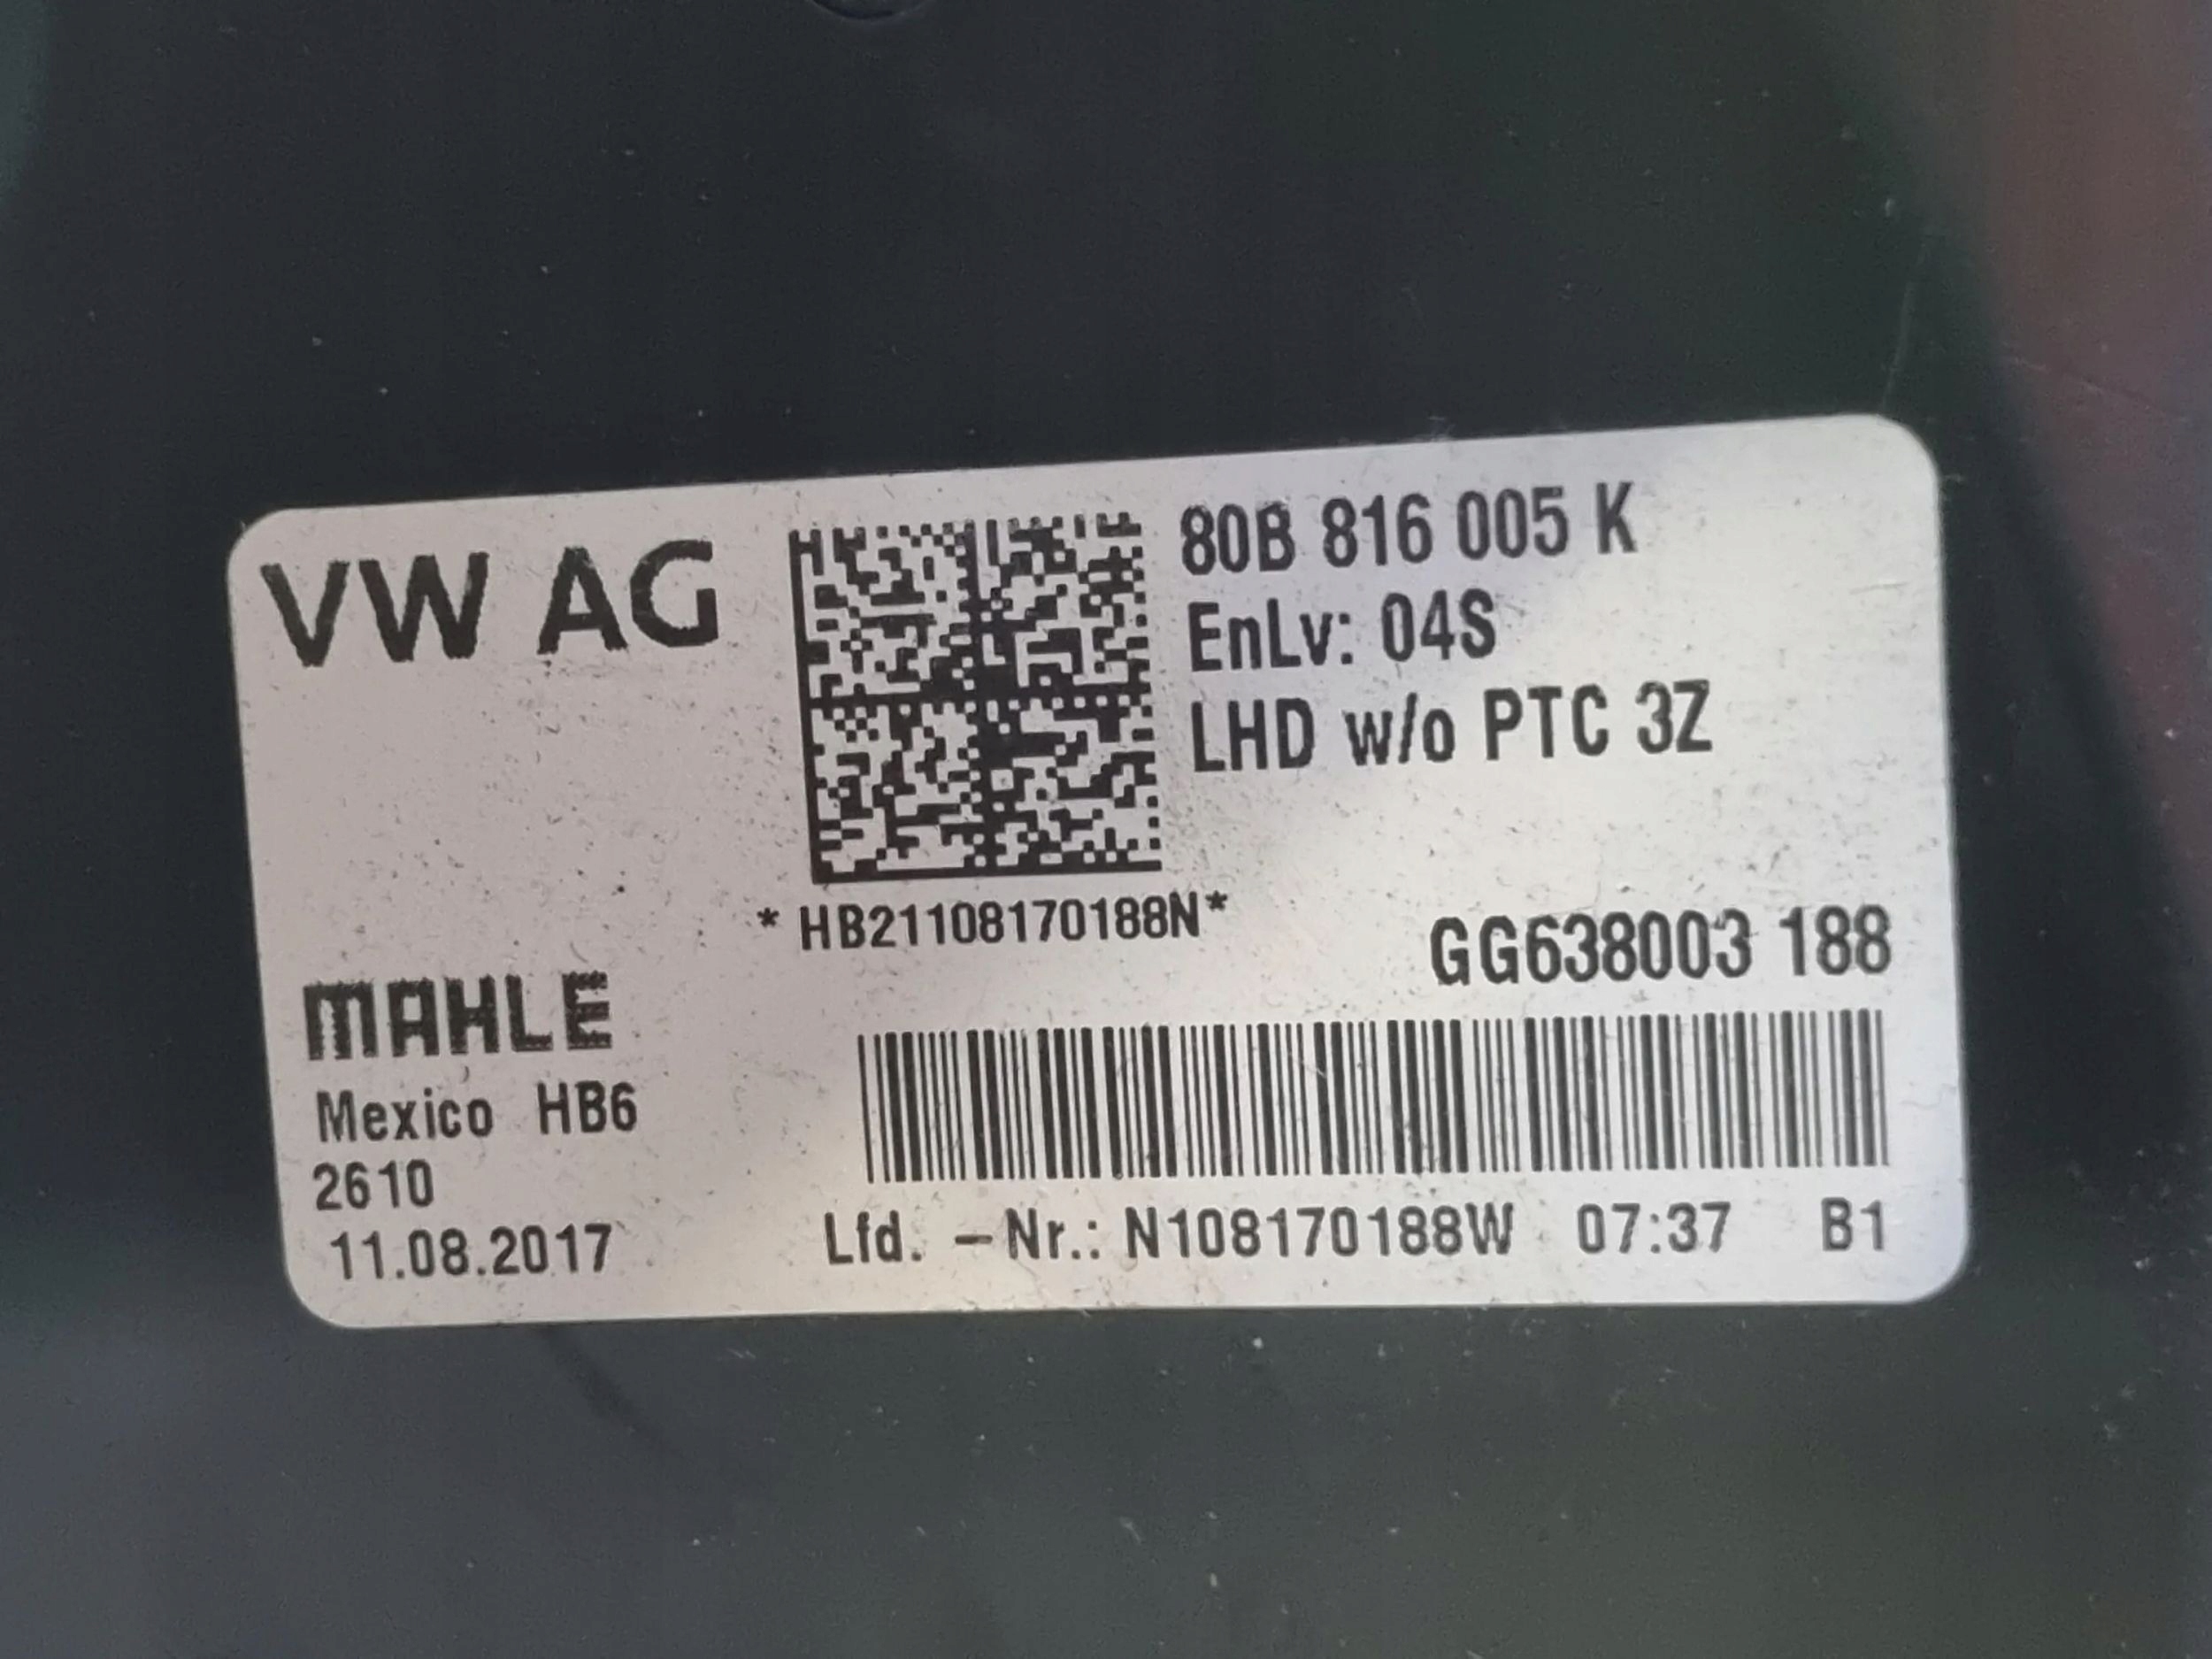 VW AG
80B 816 005 K
EnLv: 04S
LHD w/o PTC 3Z
*HB21108170188N*
GG638003 188
MAHLE
Mexico HB6
2610
11.08.2017
Lfd. -Nr.: N108170188W 07:37 B1